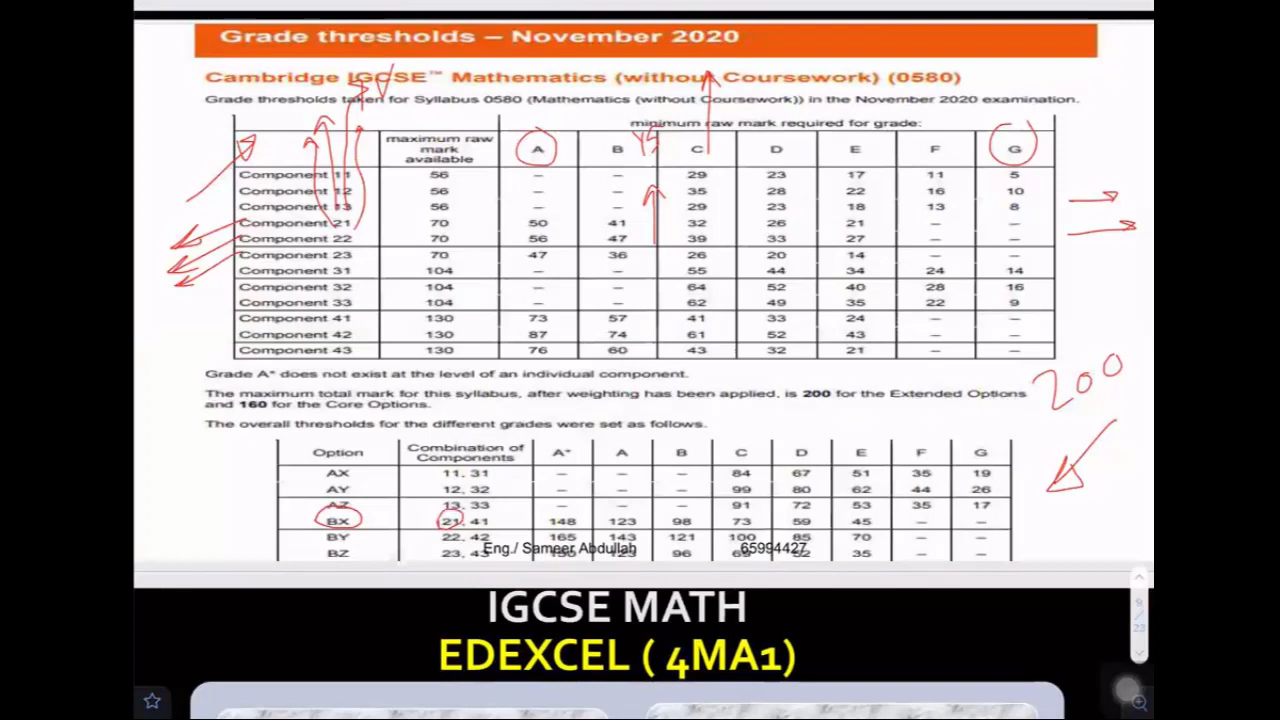 Grade thresholds – November 2020
Cambridge IGCSE™ Mathematics (without Coursework) (0580)
Grade thresholds taken for Syllabus 0580 (Mathematics (without Coursework)) in the November 2020 examination.
minimum raw mark required for grade:
maximum raw mark available A B C D E F G
Component 11 56 – – 29 23 17 11 5
Component 12 56 – – 35 28 22 16 10
Component 13 56 – – 29 23 18 13 8
Component 21 70 50 41 32 26 21 – –
Component 22 70 56 47 39 33 27 – –
Component 23 70 47 36 26 20 14 – –
Component 31 104 – – 55 44 34 24 14
Component 32 104 – – 64 52 40 28 16
Component 33 104 – – 62 49 35 22 9
Component 41 130 73 57 41 33 24 – –
Component 42 130 87 74 61 52 43 – –
Component 43 130 76 60 43 32 21 – –
Grade A* does not exist at the level of an individual component.
The maximum total mark for this syllabus, after weighting has been applied, is 200 for the Extended Options
and 160 for the Core Options.
200
The overall thresholds for the different grades were set as follows.
Option Combination of Components A* A B C D E F G
AX 11, 31 – – – 84 67 51 35 19
AY 12, 32 – – – 99 80 62 44 26
AZ 13, 33 – – – 91 72 53 35 17
BX 21, 41 148 123 98 73 59 45 – –
BY 22, 42 165 143 121 100 85 70 – –
BZ 23, 43 123 96 52 35 – –
Eng./ Sameer Abdullah 65994427
IGCSE MATH
EDEXCEL ( 4MA1)
9
/
23